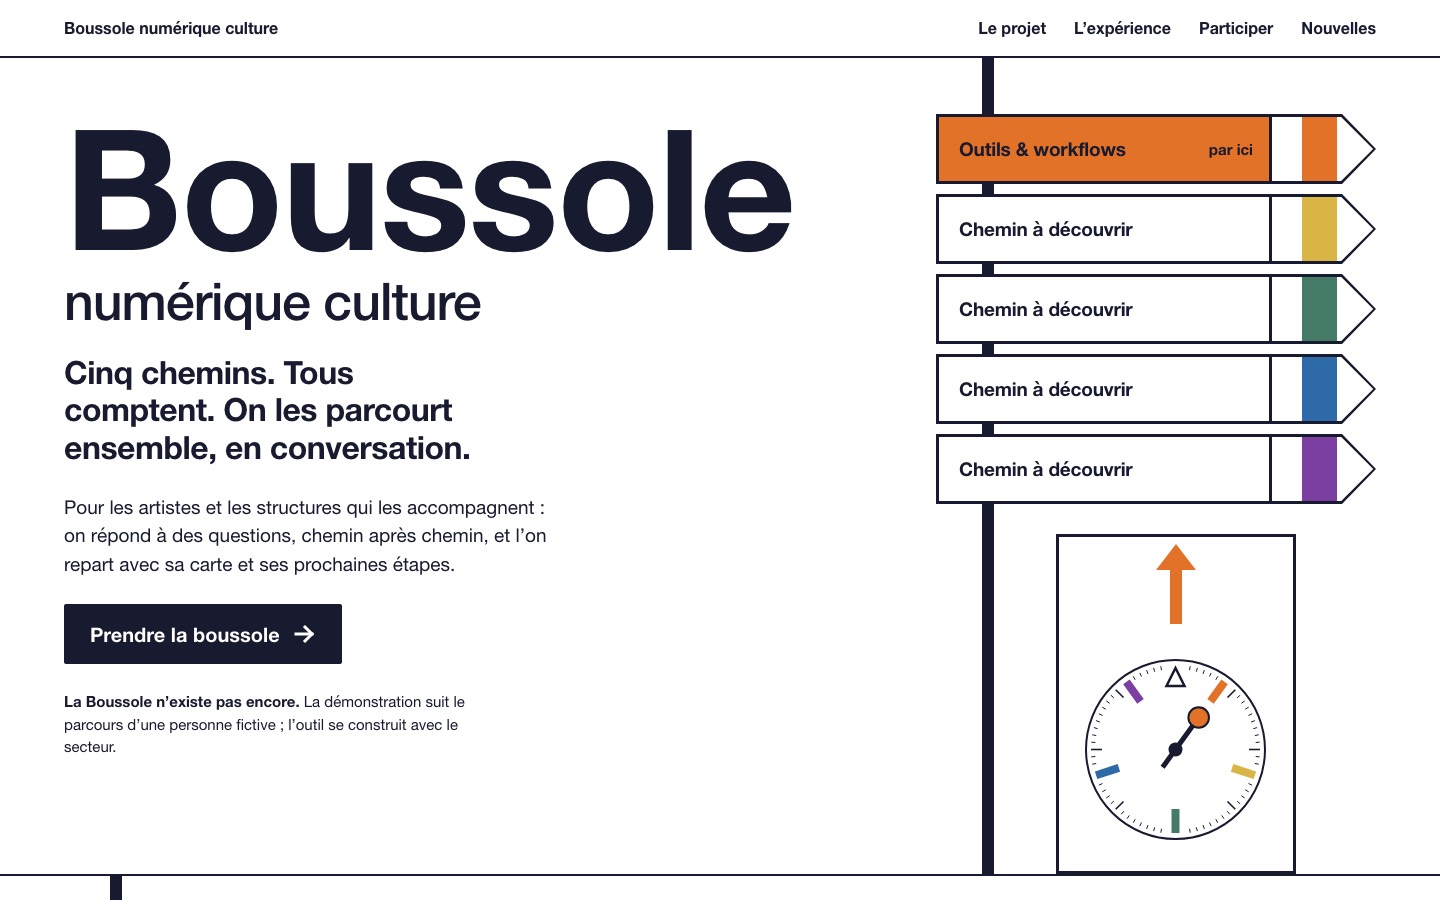 Boussole numérique culture
Le projet
L’expérience
Participer
Nouvelles
Boussole
numérique culture
Cinq chemins. Tous
comptent. On les parcourt
ensemble, en conversation.
Pour les artistes et les structures qui les accompagnent :
on répond à des questions, chemin après chemin, et l’on
repart avec sa carte et ses prochaines étapes.
Prendre la boussole →
La Boussole n’existe pas encore. La démonstration suit le
parcours d’une personne fictive ; l’outil se construit avec le
secteur.
Outils & workflows par ici
Chemin à découvrir
Chemin à découvrir
Chemin à découvrir
Chemin à découvrir